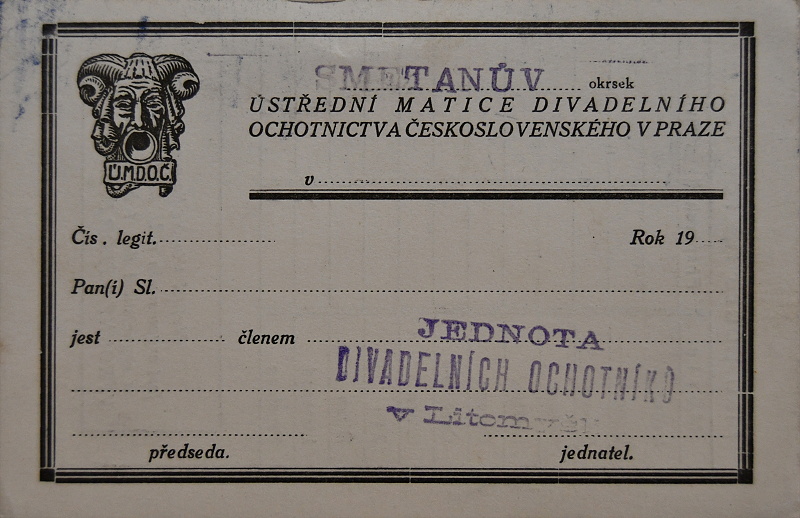 SMETANŮV okrsek
ÚSTŘEDNÍ MATICE DIVADELNÍHO
OCHOTNICTVA ČESKOSLOVENSKÉHO V PRAZE
Ú.M.D.O.Č.
v
Čís. legit. Rok 19
Pan(i) Sl.
jest členem JEDNOTA
DIVADELNÍCH OCHOTNÍKŮ
v Litomyšli
předseda. jednatel.